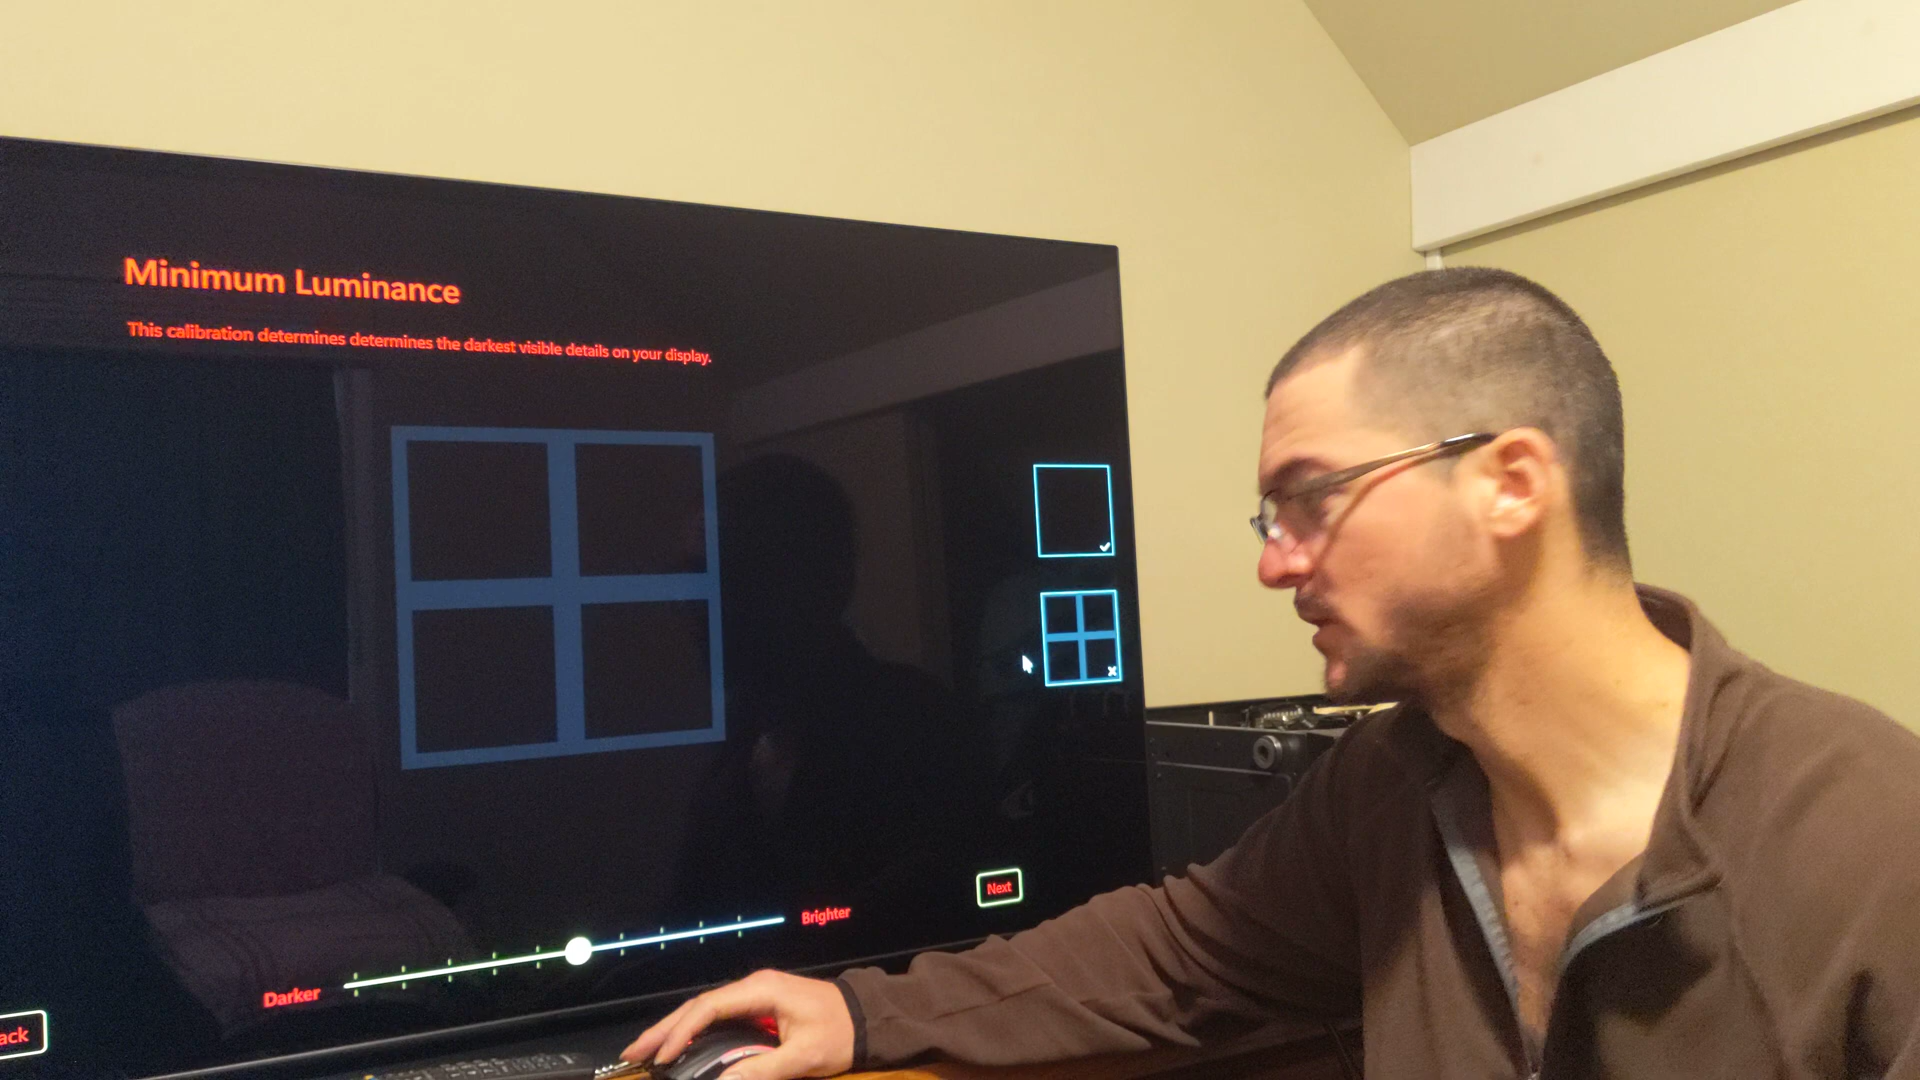 Minimum Luminance
This calibration determines determines the darkest visible details on your display.
Next
Brighter
Darker
ack